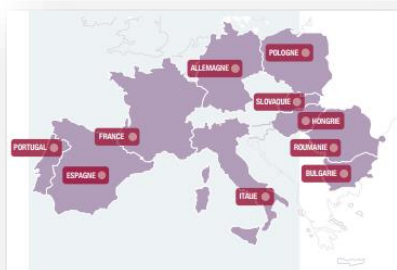 POLOGNE
ALLEMAGNE
SLOVAQUIE
HONGRIE
FRANCE
PORTUGAL
ROUMANIE
ESPAGNE
BULGARIE
ITALIE